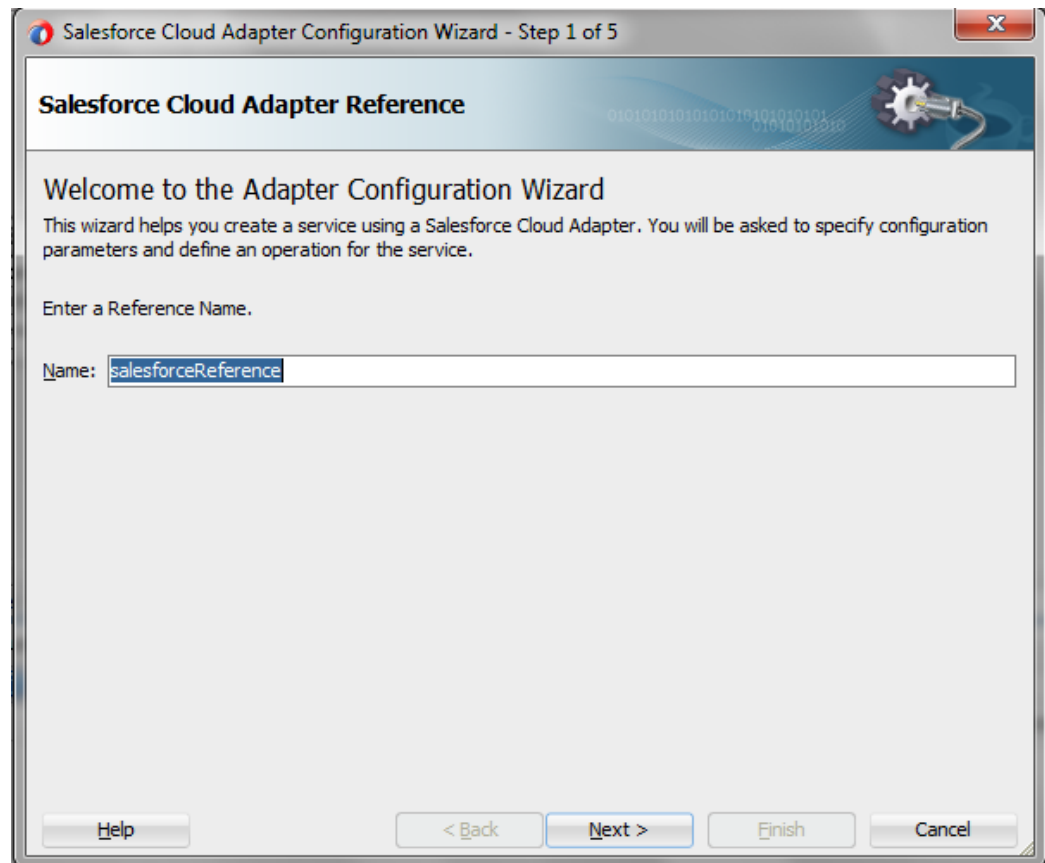 Salesforce Cloud Adapter Configuration Wizard - Step 1 of 5
Salesforce Cloud Adapter Reference
Welcome to the Adapter Configuration Wizard
This wizard helps you create a service using a Salesforce Cloud Adapter. You will be asked to specify configuration
parameters and define an operation for the service.
Enter a Reference Name.
Name: salesforceReference
Help < Back Next > Finish Cancel